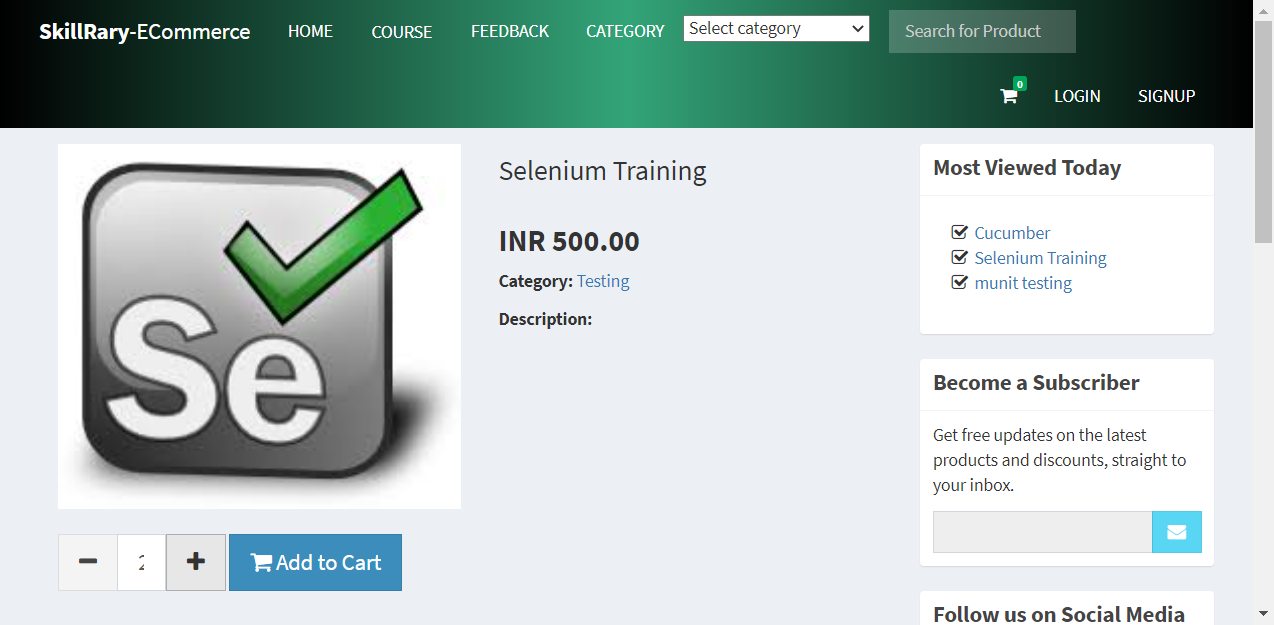 SkillRary-ECommerce HOME COURSE FEEDBACK CATEGORY Select category Search for Product
0 LOGIN SIGNUP
Se
Selenium Training
INR 500.00
Category: Testing
Description:
2 Add to Cart
Most Viewed Today
Cucumber
Selenium Training
munit testing
Become a Subscriber
Get free updates on the latest
products and discounts, straight to
your inbox.
Follow us on Social Media